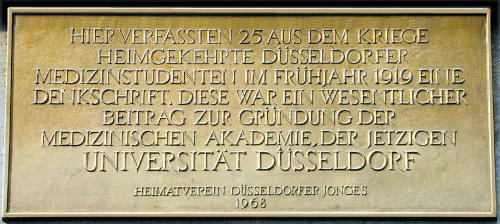 HIER VERFASSTEN 25 AUS DEM KRIEGE
HEIMGEKEHRTE DÜSSELDORFER
MEDIZINSTUDENTEN IM FRÜHJAHR 1919 EINE
DENKSCHRIFT. DIESE WAR EIN WESENTLICHER
BEITRAG ZUR GRÜNDUNG DER
MEDIZINISCHEN AKADEMIE, DER JETZIGEN
UNIVERSITÄT DÜSSELDORF
HEIMATVEREIN DÜSSELDORFER JONGES
1968